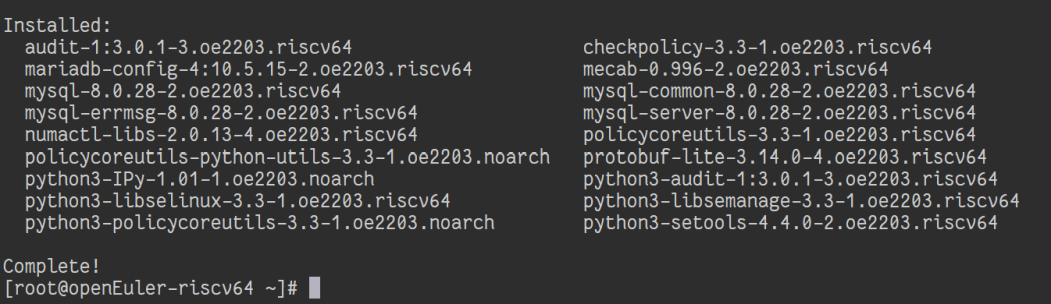 Installed:
  audit-1:3.0.1-3.oe2203.riscv64                    checkpolicy-3.3-1.oe2203.riscv64
  mariadb-config-4:10.5.15-2.oe2203.riscv64         mecab-0.996-2.oe2203.riscv64
  mysql-8.0.28-2.oe2203.riscv64                     mysql-common-8.0.28-2.oe2203.riscv64
  mysql-errmsg-8.0.28-2.oe2203.riscv64              mysql-server-8.0.28-2.oe2203.riscv64
  numactl-libs-2.0.13-4.oe2203.riscv64              policycoreutils-3.3-1.oe2203.riscv64
  policycoreutils-python-utils-3.3-1.oe2203.noarch  protobuf-lite-3.14.0-4.oe2203.riscv64
  python3-IPy-1.01-1.oe2203.noarch                  python3-audit-1:3.0.1-3.oe2203.riscv64
  python3-libselinux-3.3-1.oe2203.riscv64           python3-libsemanage-3.3-1.oe2203.riscv64
  python3-policycoreutils-3.3-1.oe2203.noarch       python3-setools-4.4.0-2.oe2203.riscv64
Complete!
[root@openEuler-riscv64 ~]#